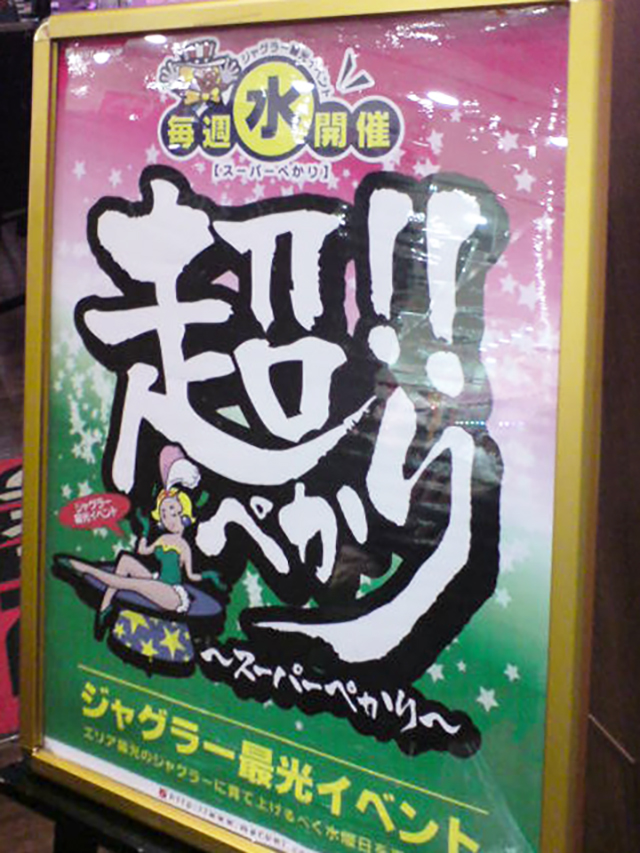 ジャグラー最光イベント
毎週水開催
【スーパーぺかり】
超ぺかり!!
ジャグラー
最光イベント
〜スーパーぺかり〜
ジャグラー最光イベント
エリア最光のジャグラーに育て上げるべく水曜日を